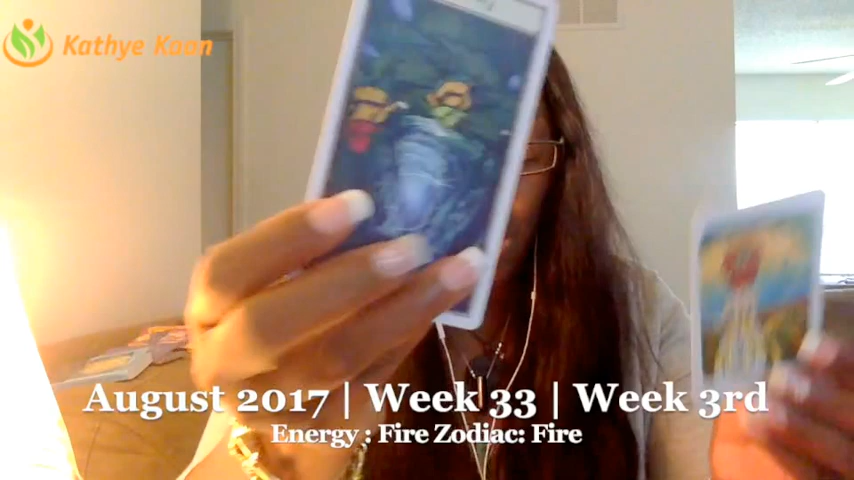 Kathye Kaan
August 2017 | Week 33 | Week 3rd
Energy : Fire Zodiac: Fire